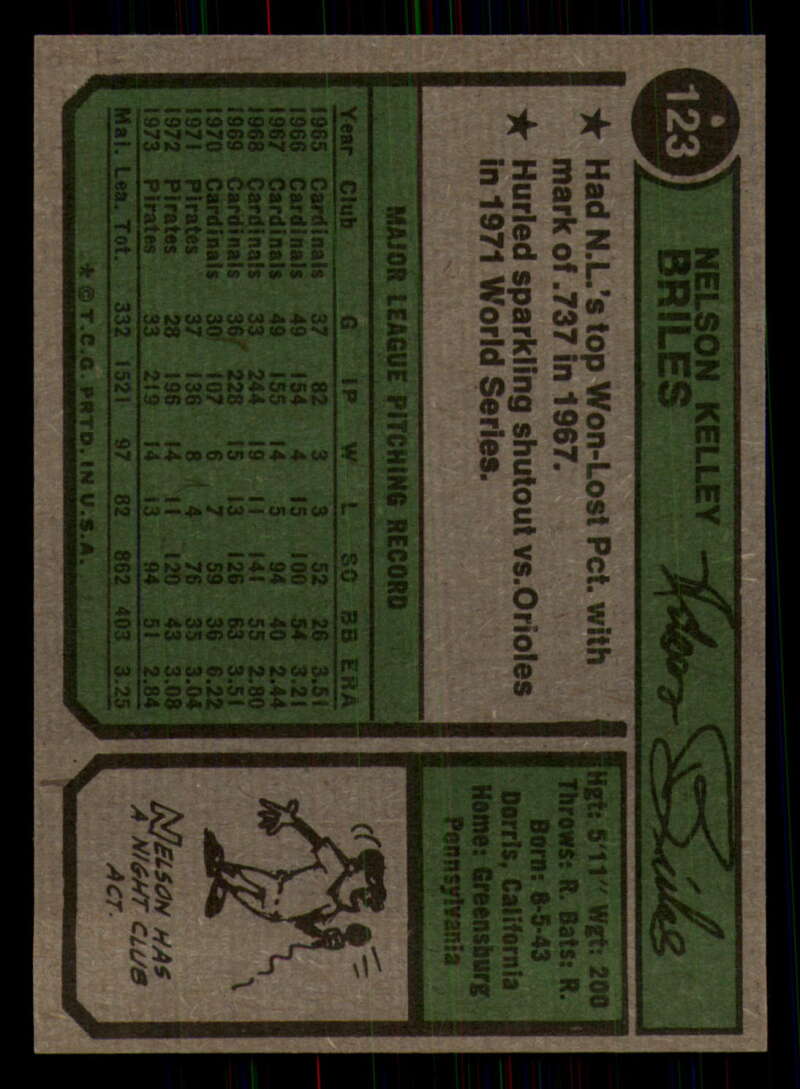 123
NELSON KELLEY
BRILES
Nelson Briles
★ Had N.L.'s top Won-Lost Pct. with
mark of .737 in 1967.
★ Hurled sparkling shutout vs. Orioles
in 1971 World Series.
MAJOR LEAGUE PITCHING RECORD
Year Club G IP W L SO BB ERA
1965 Cardinals 37 82 3 3 52 26 3.51
1966 Cardinals 49 154 4 15 100 54 3.21
1967 Cardinals 49 155 14 5 94 40 2.44
1968 Cardinals 33 244 19 11 141 55 2.80
1969 Cardinals 36 228 15 13 126 63 3.51
1970 Cardinals 30 107 6 7 59 36 6.22
1971 Pirates 37 136 8 4 76 35 3.04
1972 Pirates 28 196 14 11 120 43 3.08
1973 Pirates 33 219 14 13 94 51 2.84
Maj. Lea. Tot. 332 1521 97 82 862 403 3.25
* © T.C.G. PRTD. IN U.S.A.
Hgt: 5'11" Wgt: 200
Throws: R. Bats: R.
Born: 8-5-43
Dorris, California
Home: Greensburg
Pennsylvania
NELSON HAS
A NIGHT CLUB
ACT.